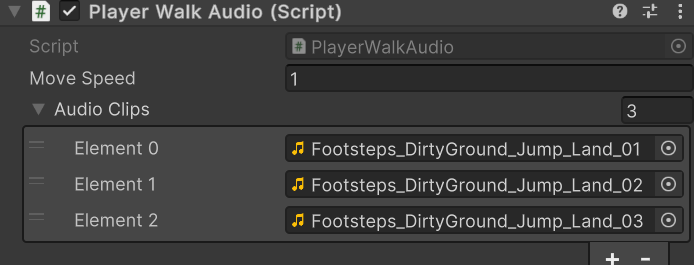 Player Walk Audio (Script)
Script PlayerWalkAudio
Move Speed 1
Audio Clips 3
Element 0 Footsteps_DirtyGround_Jump_Land_01
Element 1 Footsteps_DirtyGround_Jump_Land_02
Element 2 Footsteps_DirtyGround_Jump_Land_03
+ -